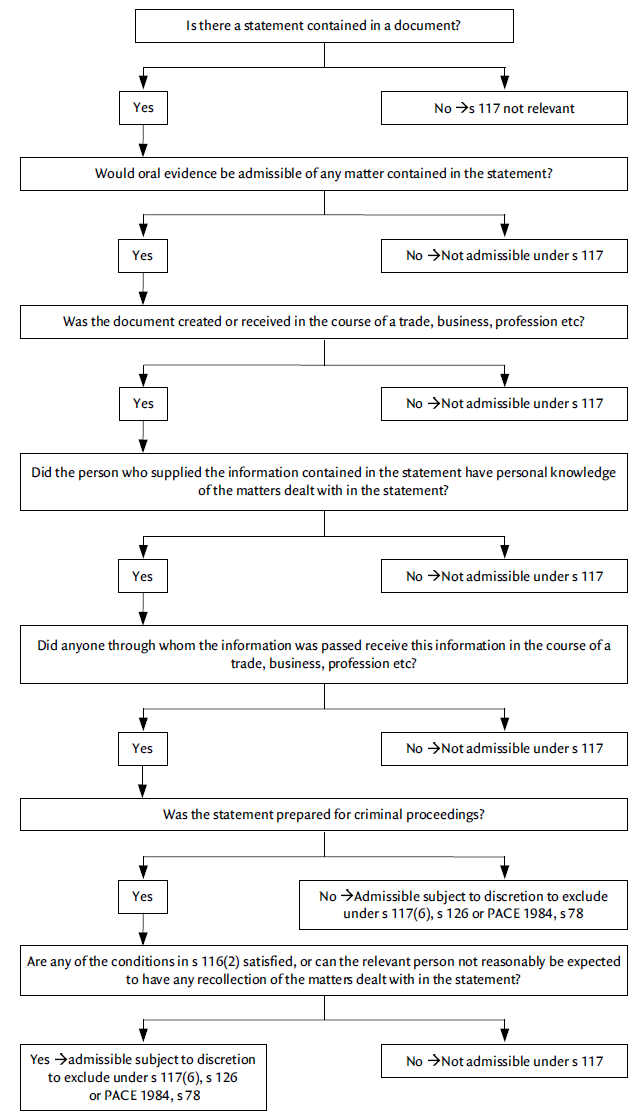 Is there a statement contained in a document?
Yes
No →s 117 not relevant
Would oral evidence be admissible of any matter contained in the statement?
Yes
No →Not admissible under s 117
Was the document created or received in the course of a trade, business, profession etc?
Yes
No →Not admissible under s 117
Did the person who supplied the information contained in the statement have personal knowledge
of the matters dealt with in the statement?
Yes
No →Not admissible under s 117
Did anyone through whom the information was passed receive this information in the course of a
trade, business, profession etc?
Yes
No →Not admissible under s 117
Was the statement prepared for criminal proceedings?
Yes
No →Admissible subject to discretion to exclude
under s 117(6), s 126 or PACE 1984, s 78
Are any of the conditions in s 116(2) satisfied, or can the relevant person not reasonably be expected
to have any recollection of the matters dealt with in the statement?
Yes →admissible subject to discretion
to exclude under s 117(6), s 126
or PACE 1984, s 78
No →Not admissible under s 117